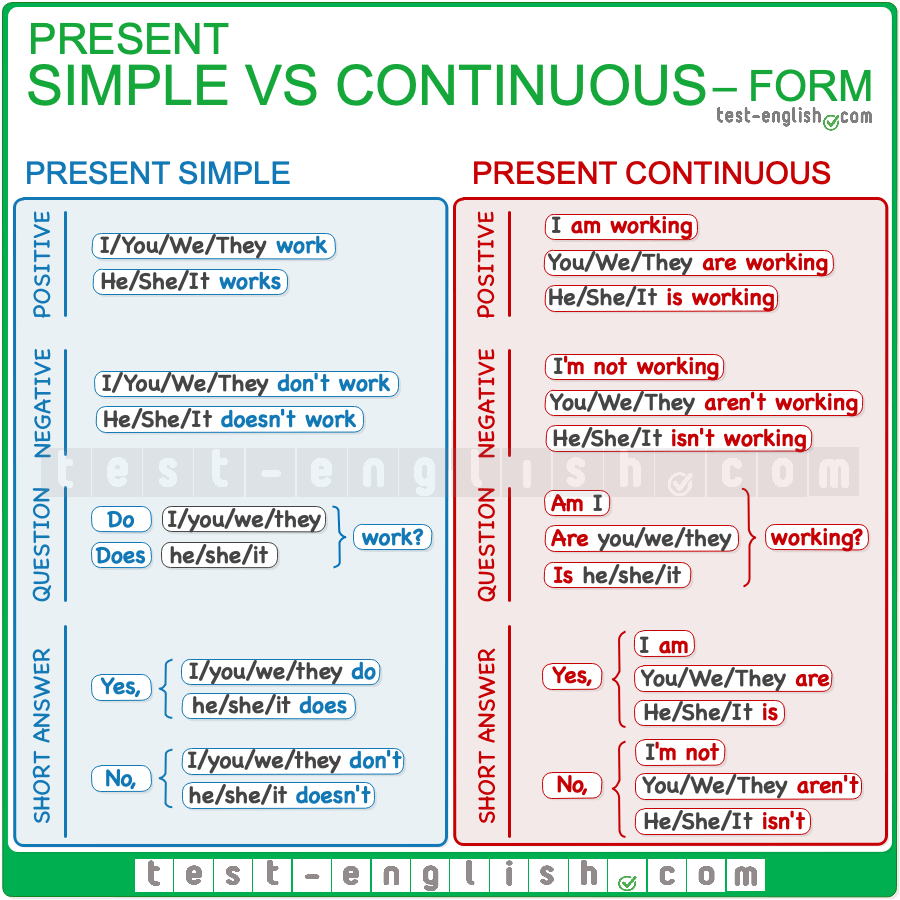 PRESENT
SIMPLE VS CONTINUOUS – FORM
test-english.com
PRESENT SIMPLE
POSITIVE
I/You/We/They work
He/She/It works
NEGATIVE
I/You/We/They don't work
He/She/It doesn't work
QUESTION
Do I/you/we/they
Does he/she/it
work?
SHORT ANSWER
Yes,
I/you/we/they do
he/she/it does
No,
I/you/we/they don't
he/she/it doesn't
PRESENT CONTINUOUS
POSITIVE
I am working
You/We/They are working
He/She/It is working
NEGATIVE
I'm not working
You/We/They aren't working
He/She/It isn't working
QUESTION
Am I
Are you/we/they
Is he/she/it
working?
SHORT ANSWER
Yes,
I am
You/We/They are
He/She/It is
No,
I'm not
You/We/They aren't
He/She/It isn't
test-english.com
test-english.com